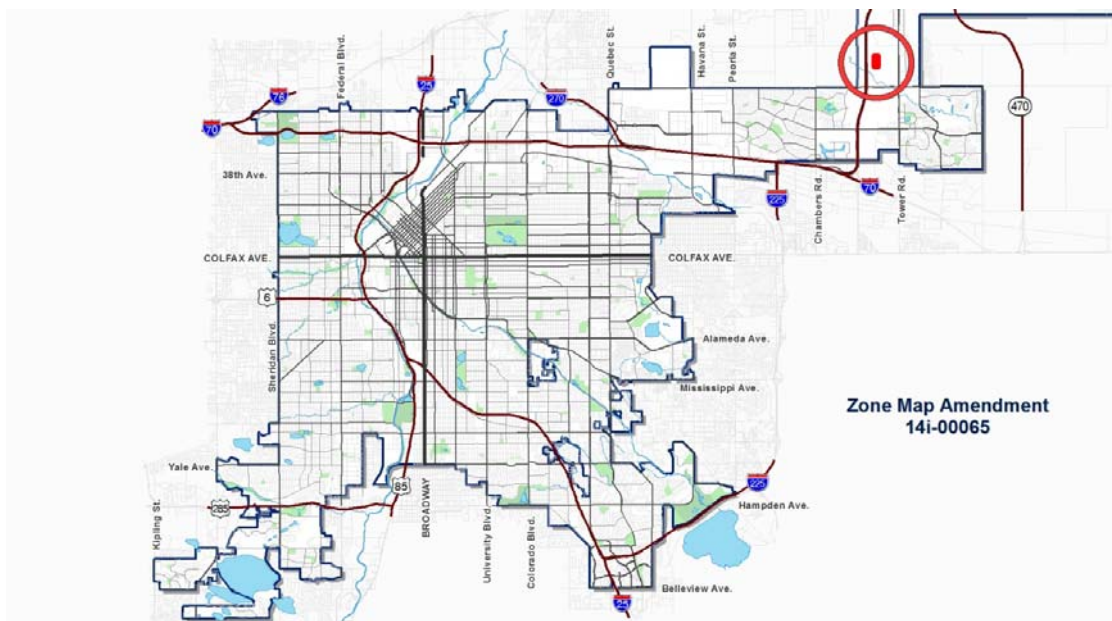 Federal Blvd.
Quebec St.
Havana St.
Peoria St.
25
76
270
470
70
38th Ave.
225
70
Chambers Rd.
Tower Rd.
COLFAX AVE.
COLFAX AVE.
6
Sheridan Blvd.
Alameda Ave.
Mississippi Ave.
Zone Map Amendment
14i-00065
Yale Ave.
85
225
BROADWAY
University Blvd.
Colorado Blvd.
Hampden Ave.
285
Kipling St.
Belleview Ave.
25